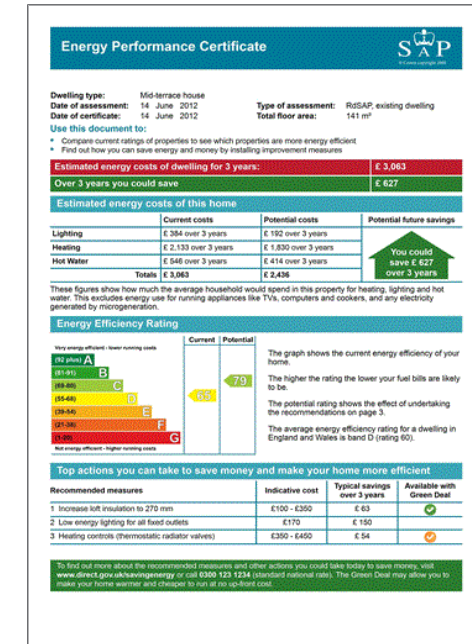 Energy Performance Certificate
SAP
© Crown copyright 2009
Dwelling type: Mid-terrace house
Date of assessment: 14 June 2012 Type of assessment: RdSAP, existing dwelling
Date of certificate: 14 June 2012 Total floor area: 141 m²
Use this document to:
• Compare current ratings of properties to see which properties are more energy efficient
• Find out how you can save energy and money by installing improvement measures
Estimated energy costs of dwelling for 3 years: £ 3,063
Over 3 years you could save £ 627
Estimated energy costs of this home
Current costs Potential costs Potential future savings
Lighting £ 384 over 3 years £ 192 over 3 years
Heating £ 2,133 over 3 years £ 1,830 over 3 years
Hot Water £ 546 over 3 years £ 414 over 3 years
Totals £ 3,063 £ 2,436
You could
save £ 627
over 3 years
These figures show how much the average household would spend in this property for heating, lighting and hot
water. This excludes energy use for running appliances like TVs, computers and cookers, and any electricity
generated by microgeneration.
Energy Efficiency Rating
Current Potential
Very energy efficient - lower running costs
(92 plus) A
(81-91) B
(69-80) C
(55-68) D
(39-54) E
(21-38) F
(1-20) G
Not energy efficient - higher running costs
79
The graph shows the current energy efficiency of your
home.
The higher the rating the lower your fuel bills are likely
to be.
The potential rating shows the effect of undertaking
the recommendations on page 3.
The average energy efficiency rating for a dwelling in
England and Wales is band D (rating 60).
Top actions you can take to save money and make your home more efficient
Recommended measures Indicative cost Typical savings over 3 years Available with Green Deal
1 Increase loft insulation to 270 mm £100 - £350 £ 63
2 Low energy lighting for all fixed outlets £170 £ 150
3 Heating controls (thermostatic radiator valves) £350 - £450 £ 54
To find out more about the recommended measures and other actions you could take today to save money, visit
www.direct.gov.uk/savingenergy or call 0300 123 1234 (standard national rate). The Green Deal may allow you to
make your home warmer and cheaper to run at no up-front cost.